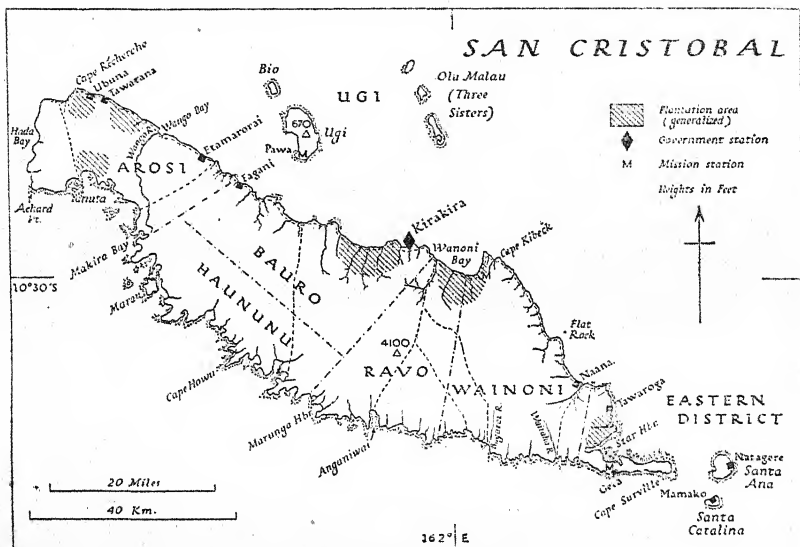 SAN CRISTOBAL
Cape Recherche
Ubuna
Tawatana
Bio
UGI
Olu Malau
(Three
Sisters)
670
Ugi
Pawa M
Plantation area
(generalized)
Government station
M Mission station
Heights in Feet
Hada
Bay
Wango R.
Wango Bay
Etamarorai
Fagani
AROSI
Achard
Pt.
Makira Bay
Kirakira
Wanoni
Bay
Cape Kibeck
10°30'S
BAURO
HAUNUNU
Flat
Rock
4100
RAVO
WAINONI
Naana
Tawaroga
EASTERN
DISTRICT
Cape Howu
Marunga Hbr.
Anganiwai
Star Hbr.
M
Cape Surville
Natagere
Santa
Ana
Mamako
Santa
Catalina
20 Miles
40 Km.
162° E